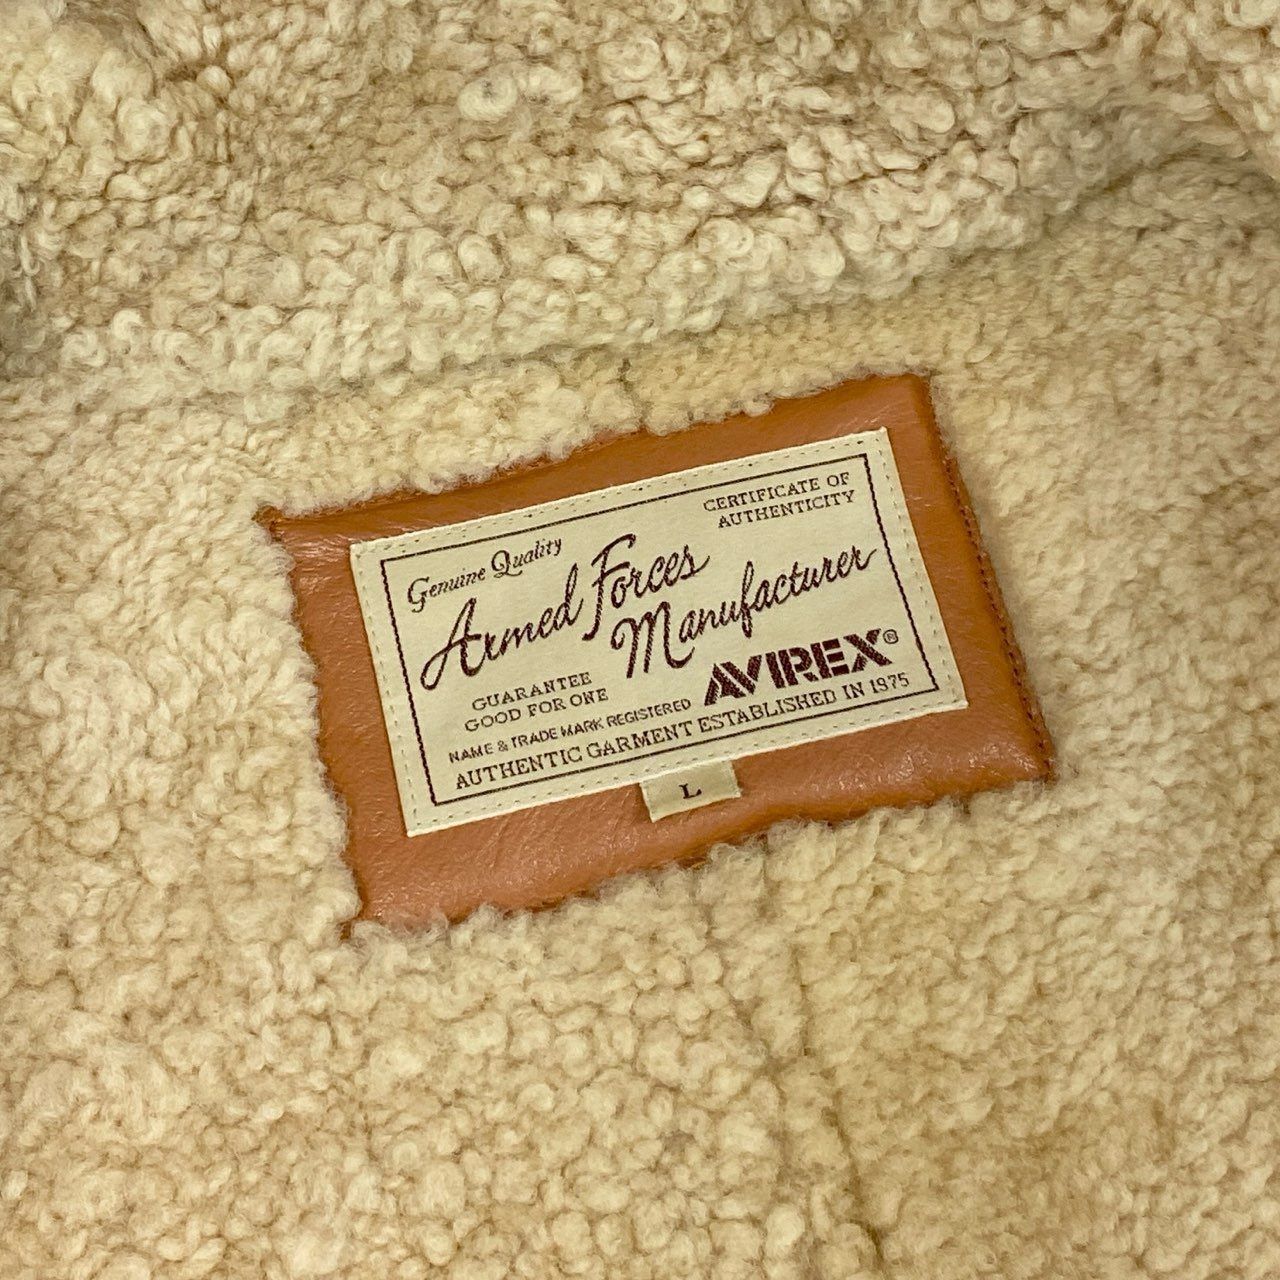 CERTIFICATE OF
AUTHENTICITY
Genuine Quality
Armed Forces
Manufacturer
GUARANTEE
GOOD FOR ONE
NAME & TRADE MARK REGISTERED
AVIREX®
AUTHENTIC GARMENT ESTABLISHED IN 1975
L